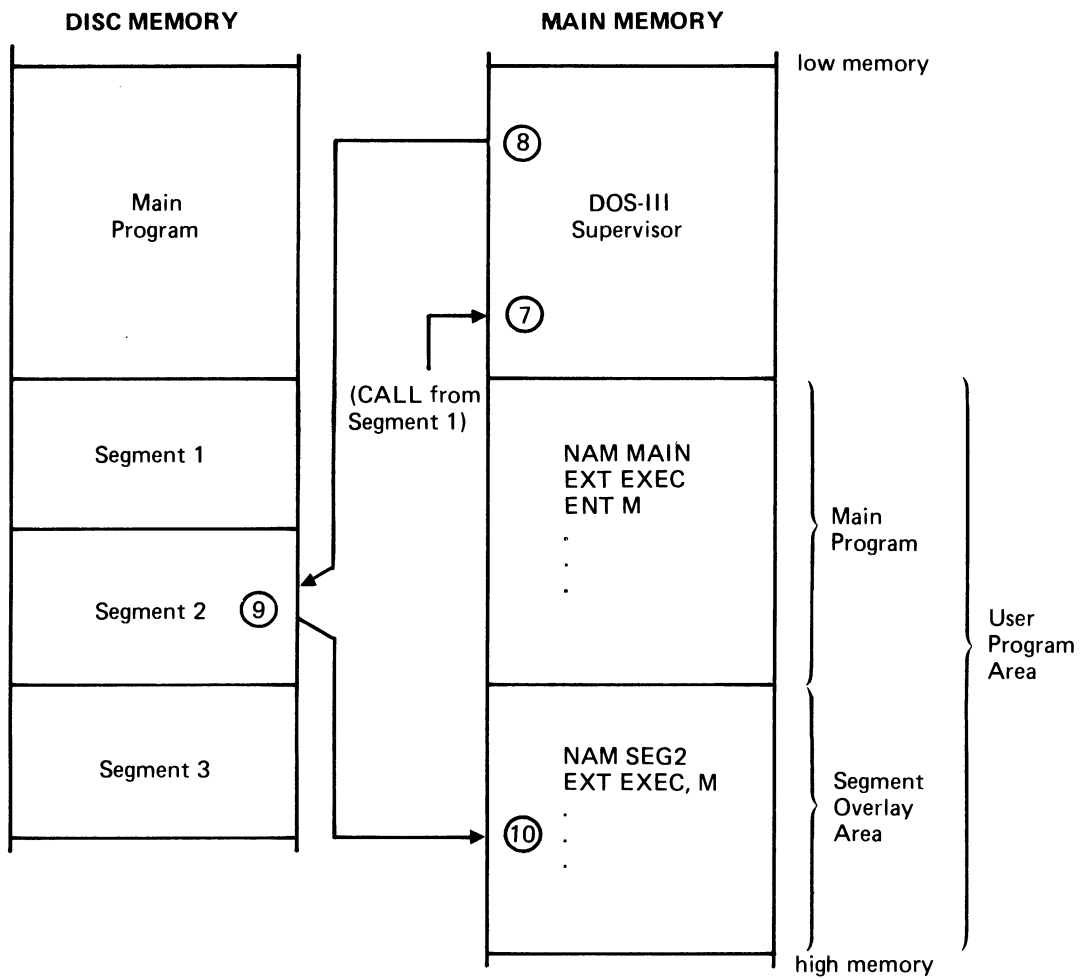 DISC MEMORY
MAIN MEMORY
low memory
8
Main
Program
DOS-III
Supervisor
7
(CALL from
Segment 1)
Segment 1
NAM MAIN
EXT EXEC
ENT M
.
.
.
Main
Program
Segment 2
9
User
Program
Area
Segment 3
NAM SEG2
EXT EXEC, M
.
.
.
10
Segment
Overlay
Area
high memory